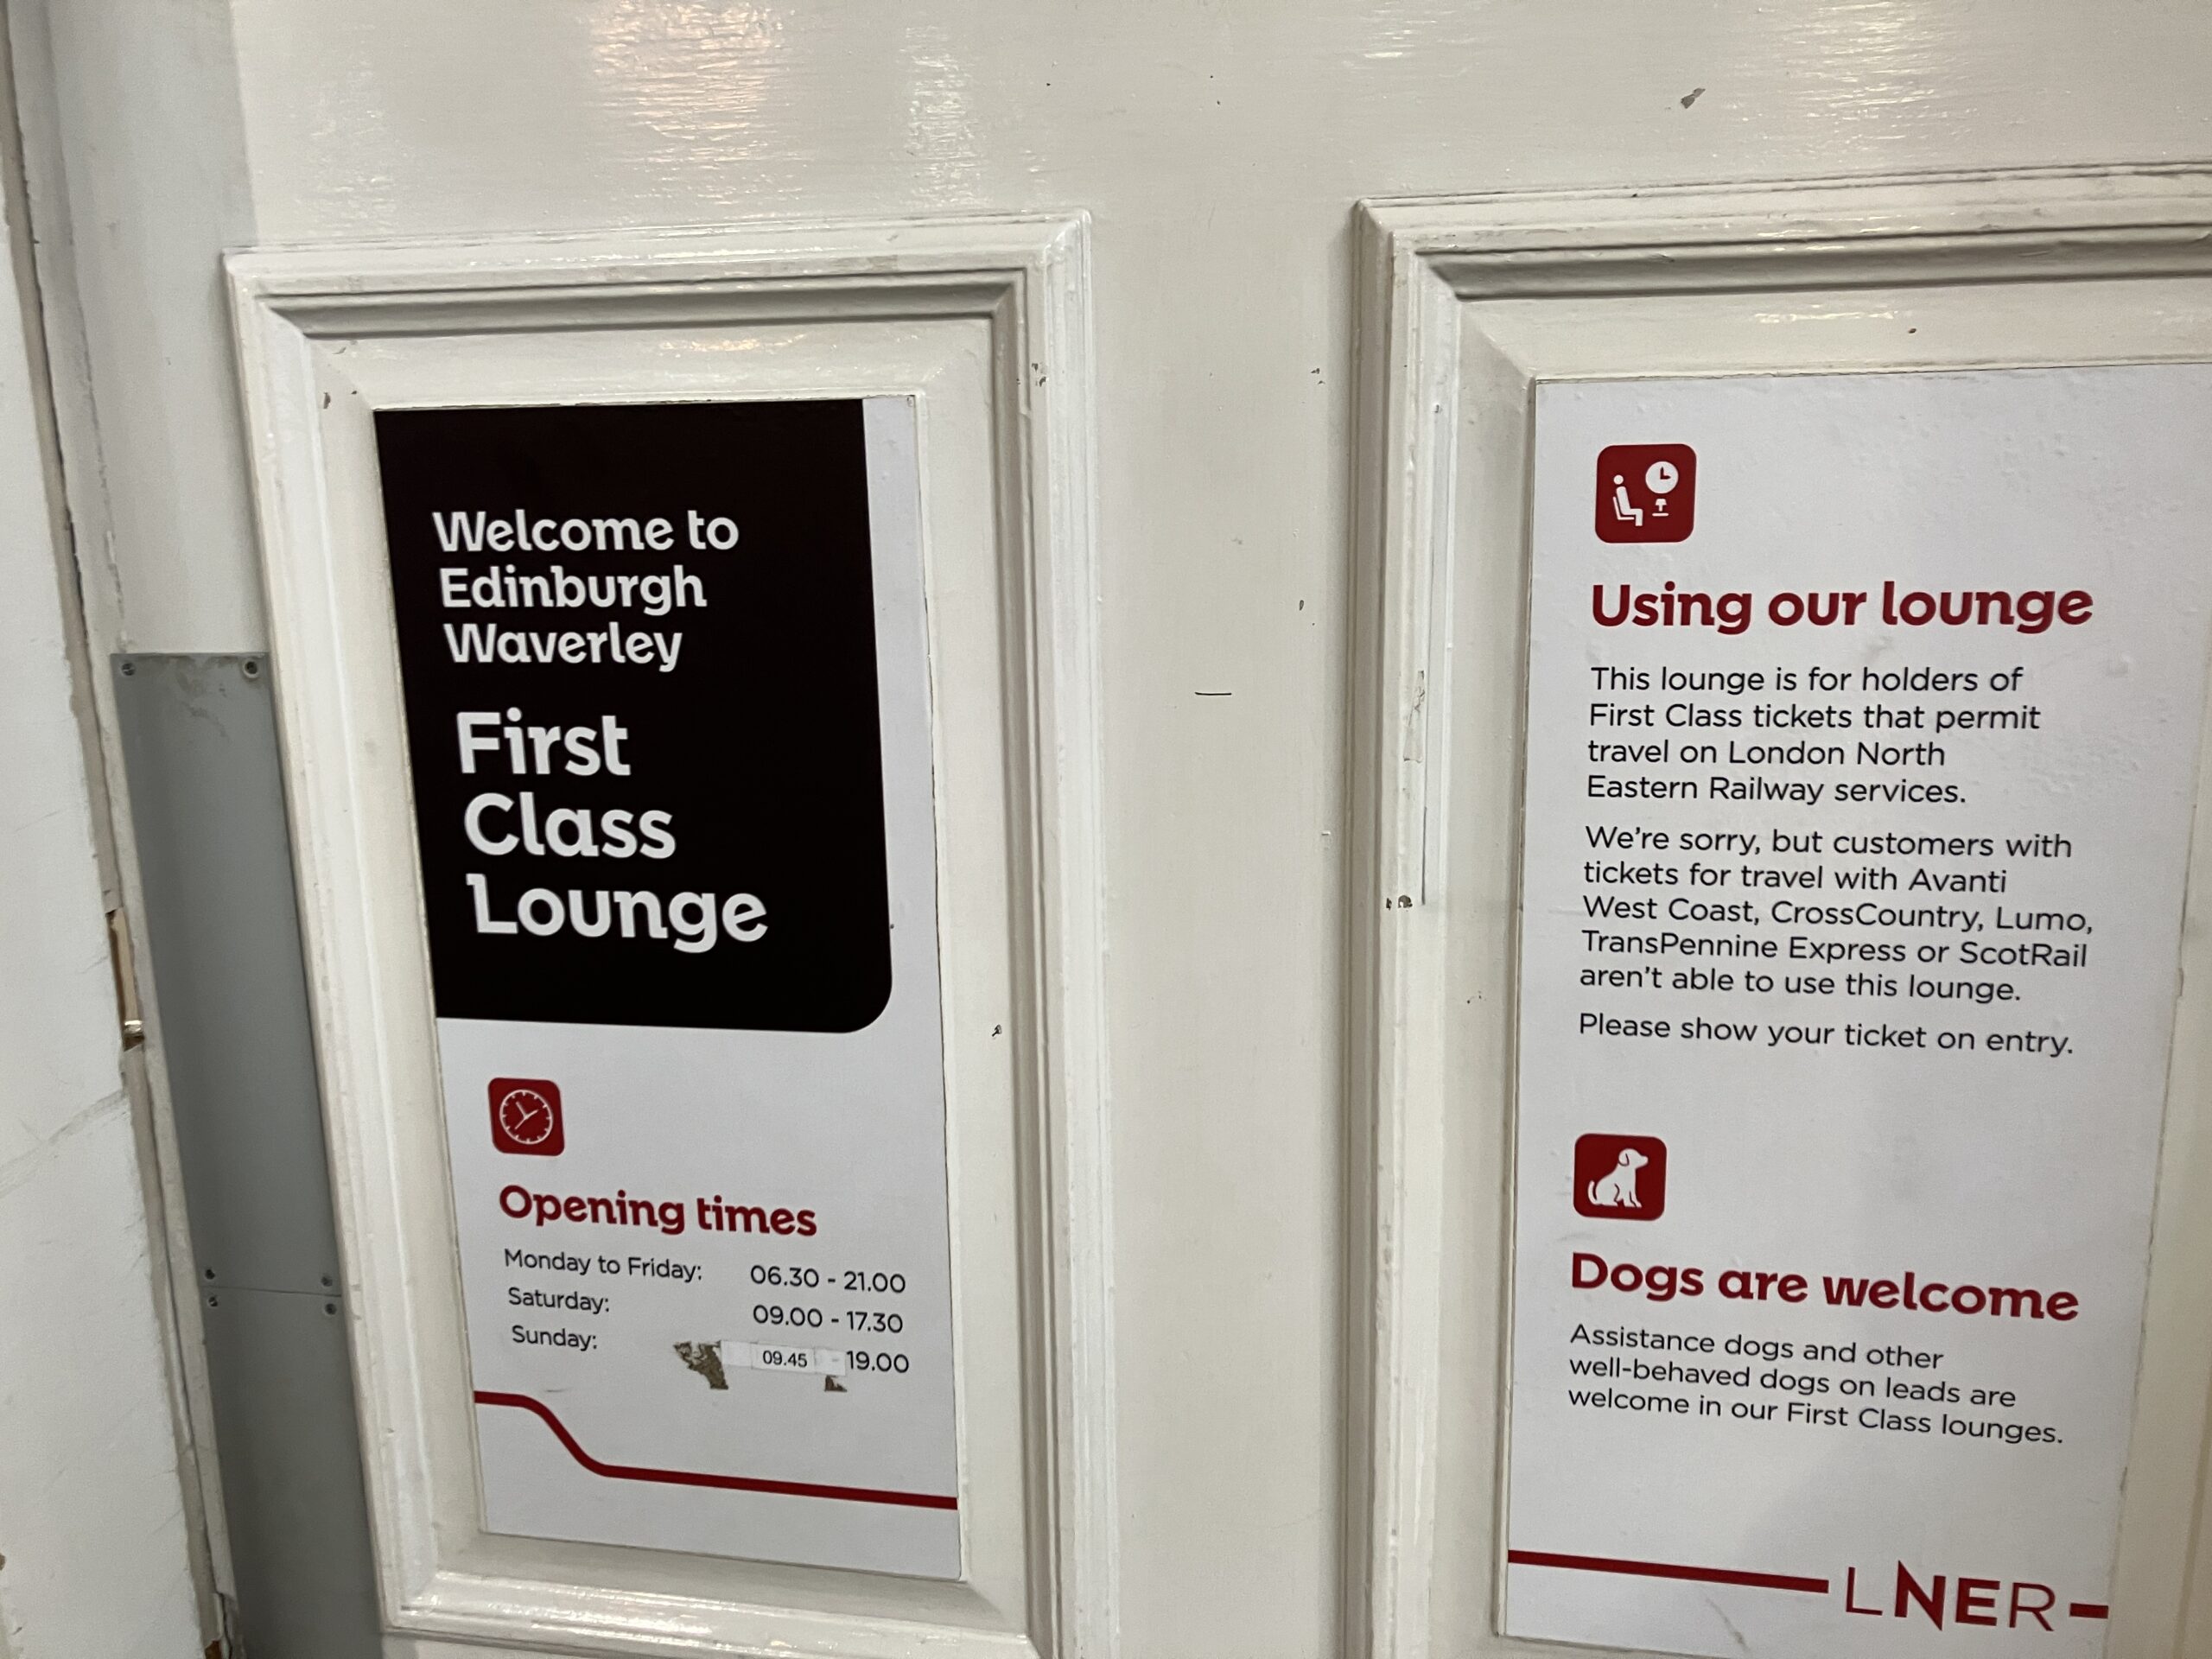 Welcome to
Edinburgh
Waverley
First
Class
Lounge
Opening times
Monday to Friday: 06.30 - 21.00
Saturday: 09.00 - 17.30
Sunday: 09.45 - 19.00
Using our lounge
This lounge is for holders of
First Class tickets that permit
travel on London North
Eastern Railway services.
We're sorry, but customers with
tickets for travel with Avanti
West Coast, CrossCountry, Lumo,
TransPennine Express or ScotRail
aren't able to use this lounge.
Please show your ticket on entry.
Dogs are welcome
Assistance dogs and other
well-behaved dogs on leads are
welcome in our First Class lounges.
LNER